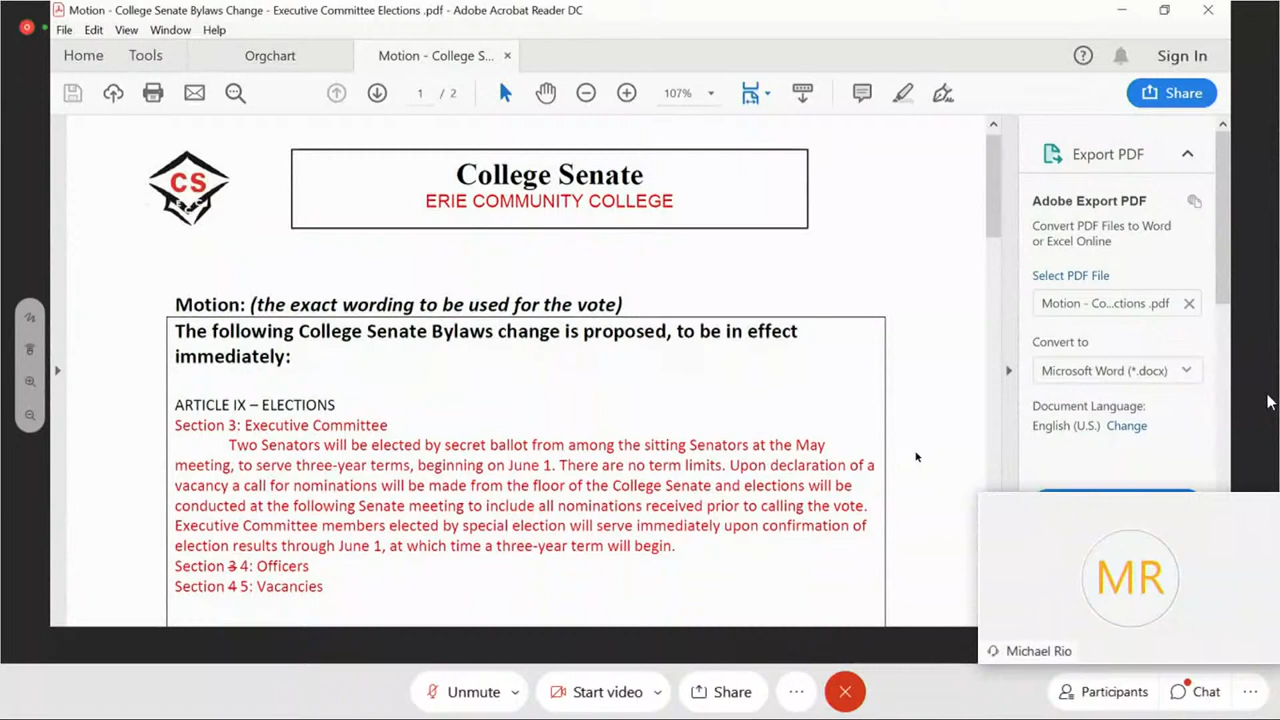 Motion - College Senate Bylaws Change - Executive Committee Elections .pdf - Adobe Acrobat Reader DC
File Edit View Window Help
Home Tools Orgchart Motion - College S... Sign In
1 / 2 107% Share
CS
ECC
College Senate
ERIE COMMUNITY COLLEGE
Motion: (the exact wording to be used for the vote)
The following College Senate Bylaws change is proposed, to be in effect
immediately:
ARTICLE IX – ELECTIONS
Section 3: Executive Committee
Two Senators will be elected by secret ballot from among the sitting Senators at the May
meeting, to serve three-year terms, beginning on June 1. There are no term limits. Upon declaration of a
vacancy a call for nominations will be made from the floor of the College Senate and elections will be
conducted at the following Senate meeting to include all nominations received prior to calling the vote.
Executive Committee members elected by special election will serve immediately upon confirmation of
election results through June 1, at which time a three-year term will begin.
Section 3 4: Officers
Section 4 5: Vacancies
Export PDF
Adobe Export PDF
Convert PDF Files to Word
or Excel Online
Select PDF File
Motion - Co...ctions .pdf
Convert to
Microsoft Word (*.docx)
Document Language:
English (U.S.) Change
MR
Michael Rio
Unmute Start video Share Participants Chat